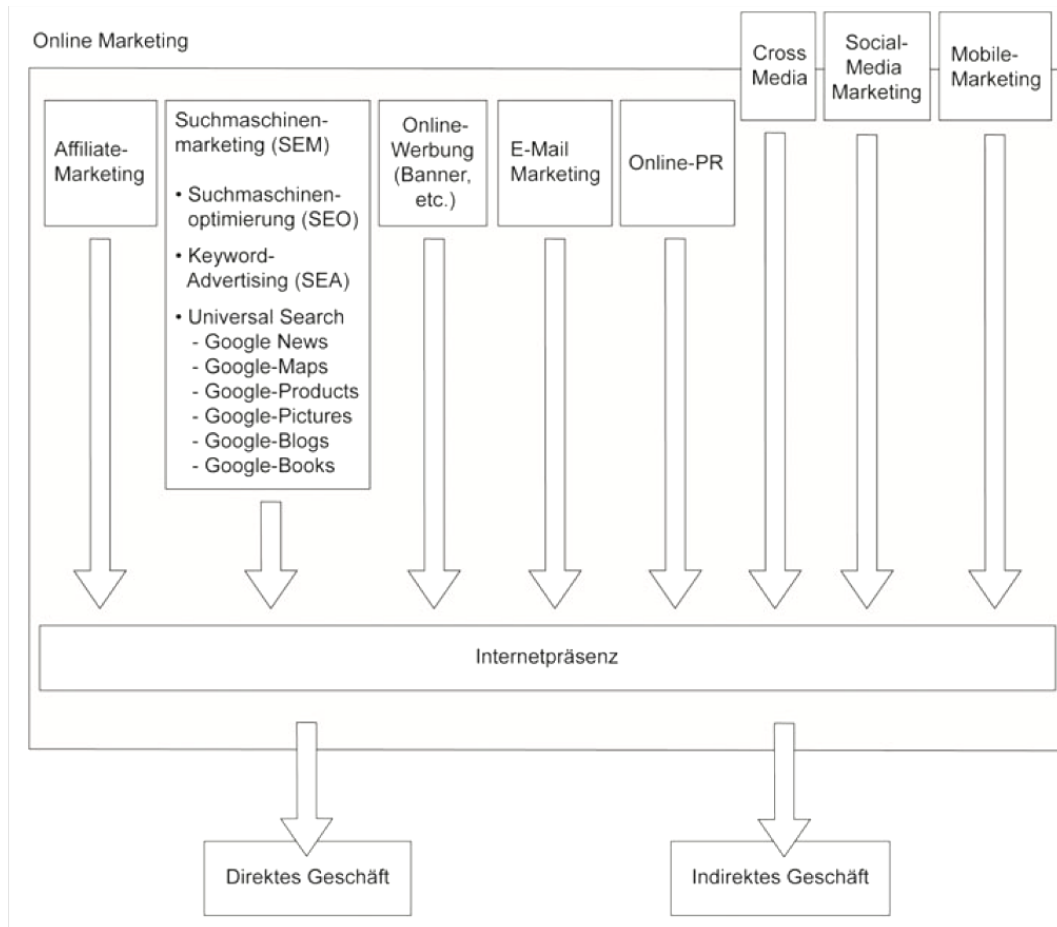 Online Marketing
Cross
Media
Social-
Media
Marketing
Mobile-
Marketing
Affiliate-
Marketing
Suchmaschinen-
marketing (SEM)
• Suchmaschinen-
optimierung (SEO)
• Keyword-
Advertising (SEA)
• Universal Search
- Google News
- Google-Maps
- Google-Products
- Google-Pictures
- Google-Blogs
- Google-Books
Online-
Werbung
(Banner,
etc.)
E-Mail
Marketing
Online-PR
Internetpräsenz
Direktes Geschäft
Indirektes Geschäft